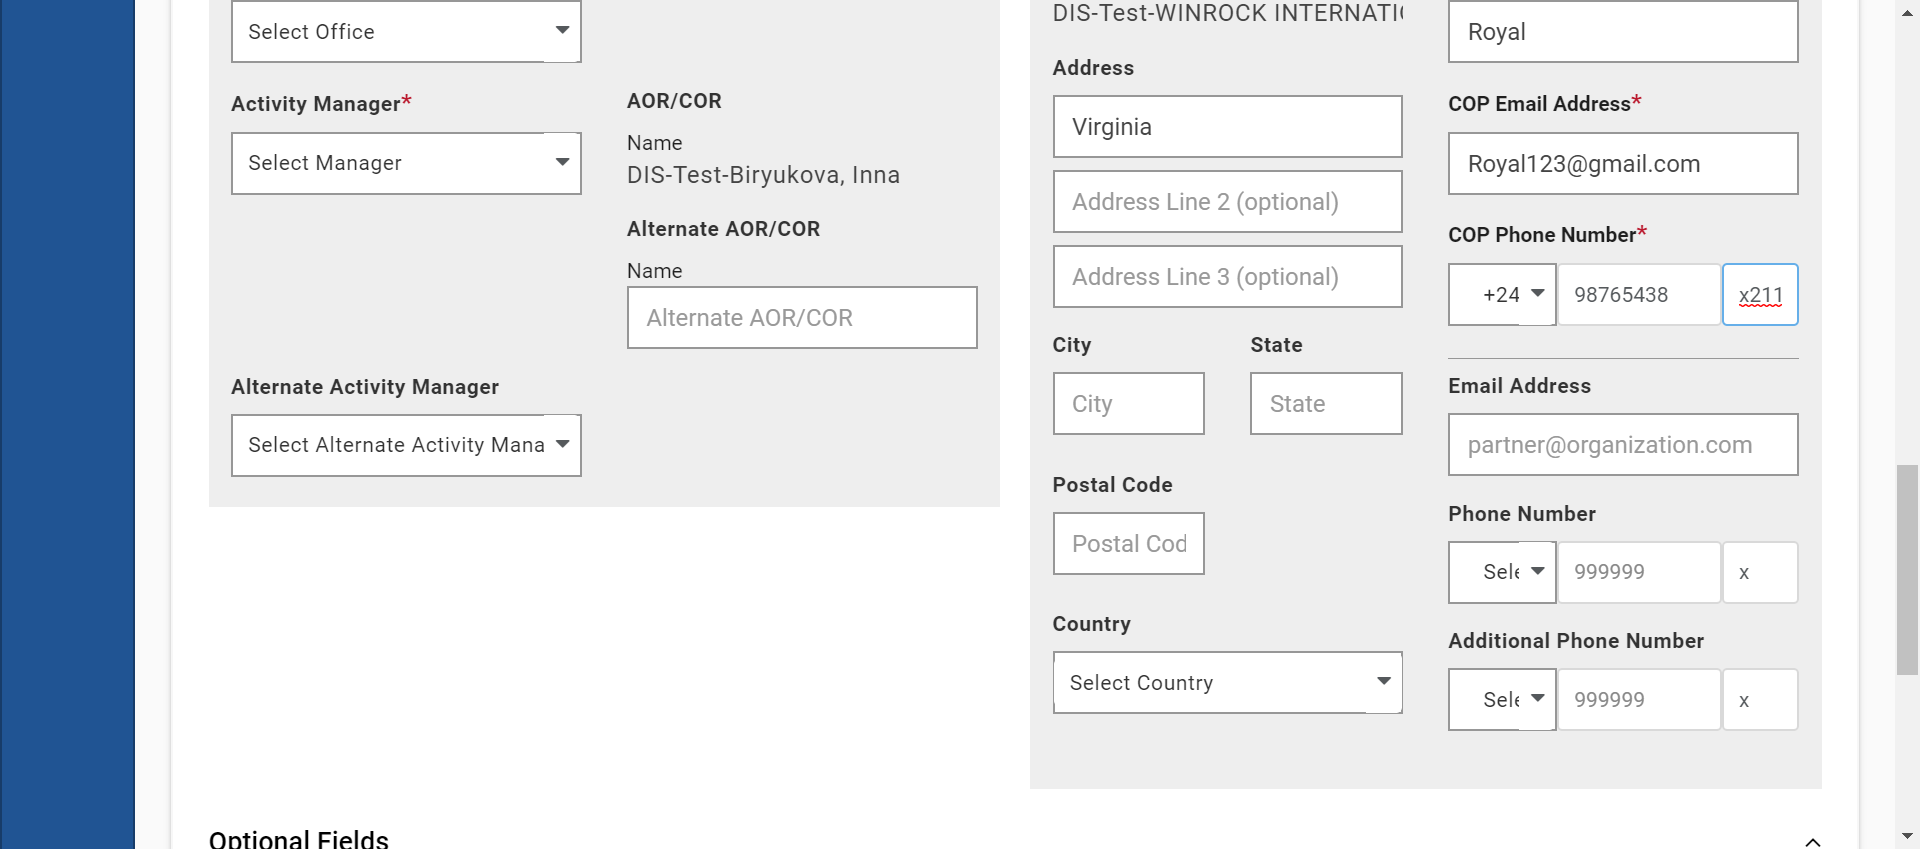 Select Office
Activity Manager*
Select Manager
AOR/COR
Name
DIS-Test-Biryukova, Inna
Alternate AOR/COR
Name
Alternate AOR/COR
Alternate Activity Manager
Select Alternate Activity Mana
DIS-Test-WINROCK INTERNATI
Address
Virginia
Address Line 2 (optional)
Address Line 3 (optional)
City
State
City
State
Postal Code
Postal Cod
Country
Select Country
Royal
COP Email Address*
Royal123@gmail.com
COP Phone Number*
+24 98765438 x211
Email Address
partner@organization.com
Phone Number
Sele 999999 x
Additional Phone Number
Sele 999999 x
Optional Fields